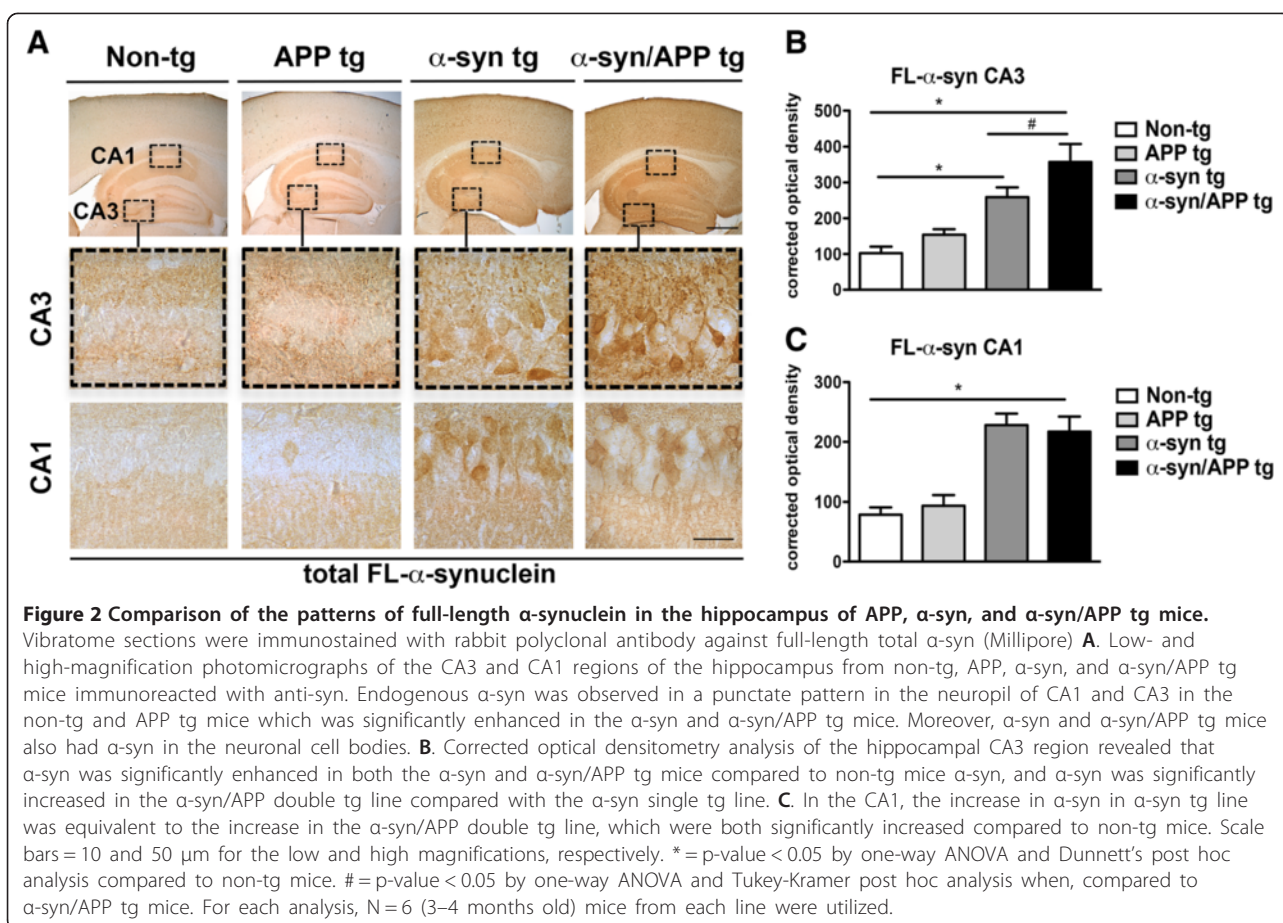 A
Non-tg APP tg α-syn tg α-syn/APP tg
CA1
CA3
CA3
CA1
total FL-α-synuclein
B
FL-α-syn CA3
corrected optical density
500
400
300
200
100
0
*
#
*
Non-tg
APP tg
α-syn tg
α-syn/APP tg
C
FL-α-syn CA1
corrected optical density
300
200
100
0
*
Non-tg
APP tg
α-syn tg
α-syn/APP tg
Figure 2 Comparison of the patterns of full-length α-synuclein in the hippocampus of APP, α-syn, and α-syn/APP tg mice.
Vibratome sections were immunostained with rabbit polyclonal antibody against full-length total α-syn (Millipore) A. Low- and
high-magnification photomicrographs of the CA3 and CA1 regions of the hippocampus from non-tg, APP, α-syn, and α-syn/APP tg
mice immunoreacted with anti-syn. Endogenous α-syn was observed in a punctate pattern in the neuropil of CA1 and CA3 in the
non-tg and APP tg mice which was significantly enhanced in the α-syn and α-syn/APP tg mice. Moreover, α-syn and α-syn/APP tg mice
also had α-syn in the neuronal cell bodies. B. Corrected optical densitometry analysis of the hippocampal CA3 region revealed that
α-syn was significantly enhanced in both the α-syn and α-syn/APP tg mice compared to non-tg mice α-syn, and α-syn was significantly
increased in the α-syn/APP double tg line compared with the α-syn single tg line. C. In the CA1, the increase in α-syn in α-syn tg line
was equivalent to the increase in the α-syn/APP double tg line, which were both significantly increased compared to non-tg mice. Scale
bars = 10 and 50 μm for the low and high magnifications, respectively. * = p-value < 0.05 by one-way ANOVA and Dunnett's post hoc
analysis compared to non-tg mice. # = p-value < 0.05 by one-way ANOVA and Tukey-Kramer post hoc analysis when, compared to
α-syn/APP tg mice. For each analysis, N = 6 (3–4 months old) mice from each line were utilized.